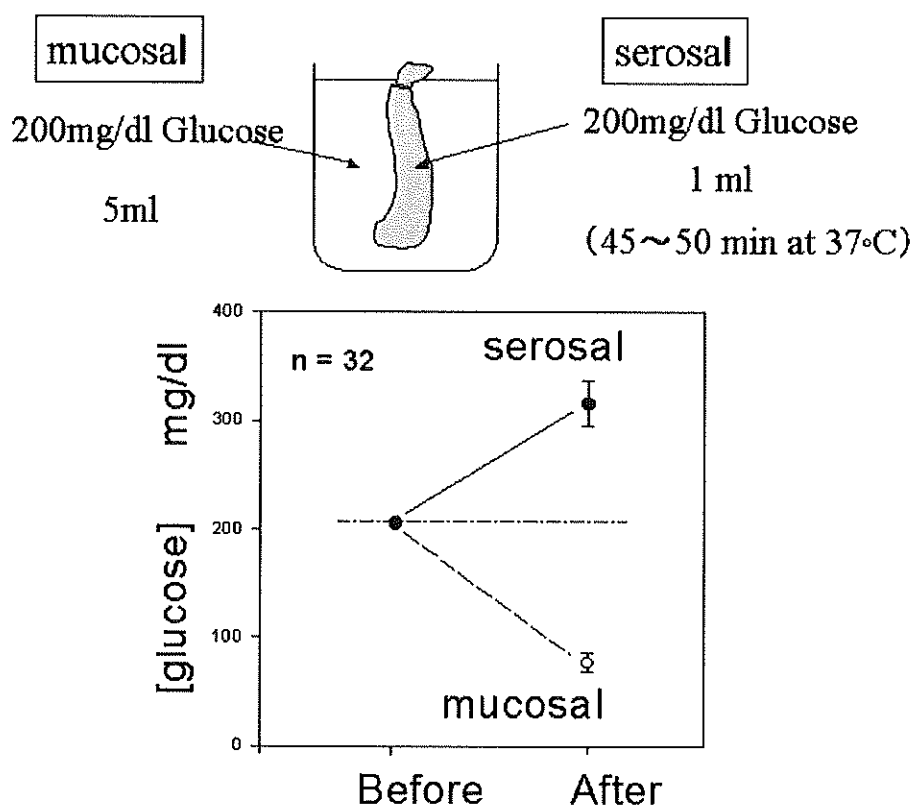 mucosal
serosal
200mg/dl Glucose
200mg/dl Glucose
5ml
1 ml
(45～50 min at 37°C)
400
300
200
100
0
[glucose] mg/dl
n = 32
serosal
mucosal
Before
After